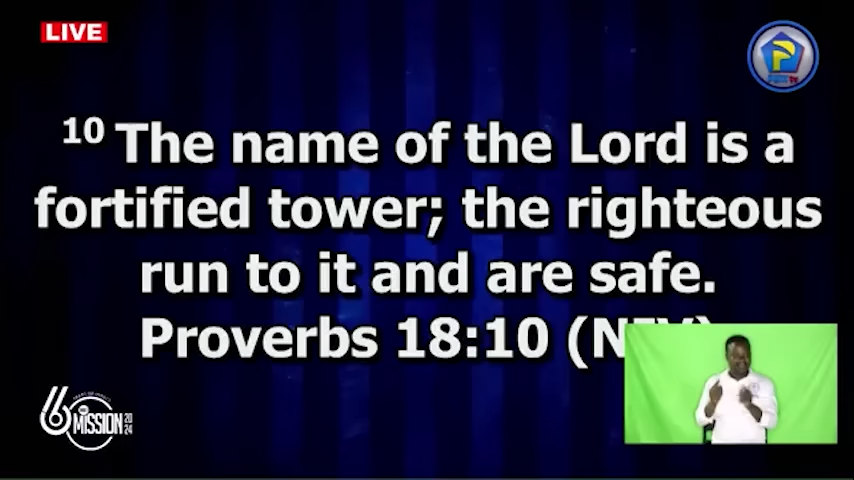 LIVE
10 The name of the Lord is a
fortified tower; the righteous
run to it and are safe.
Proverbs 18:10
MISSION
2024